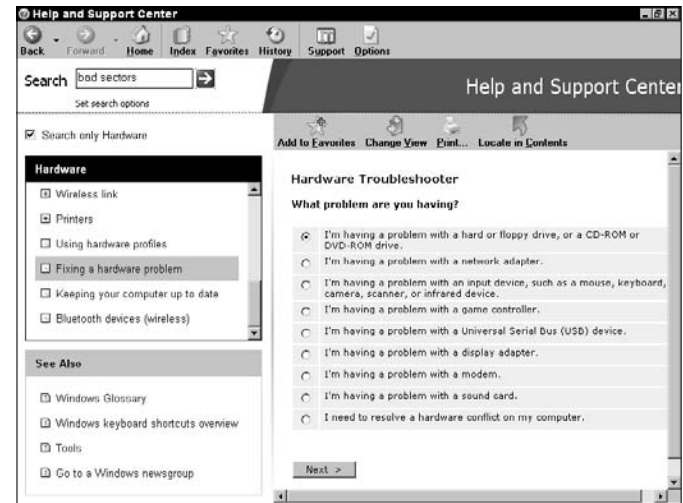 Help and Support Center
Back Forward Home Index Favorites History Support Options
Search bad sectors
Set search options
Help and Support Center
Search only Hardware
Add to Favorites Change View Print... Locate in Contents
Hardware
Wireless link
Printers
Using hardware profiles
Fixing a hardware problem
Keeping your computer up to date
Bluetooth devices (wireless)
See Also
Windows Glossary
Windows keyboard shortcuts overview
Tools
Go to a Windows newsgroup
Hardware Troubleshooter
What problem are you having?
I'm having a problem with a hard or floppy drive, or a CD-ROM or
DVD-ROM drive.
I'm having a problem with a network adapter.
I'm having a problem with an input device, such as a mouse, keyboard,
camera, scanner, or infrared device.
I'm having a problem with a game controller.
I'm having a problem with a Universal Serial Bus (USB) device.
I'm having a problem with a display adapter.
I'm having a problem with a modem.
I'm having a problem with a sound card.
I need to resolve a hardware conflict on my computer.
Next >